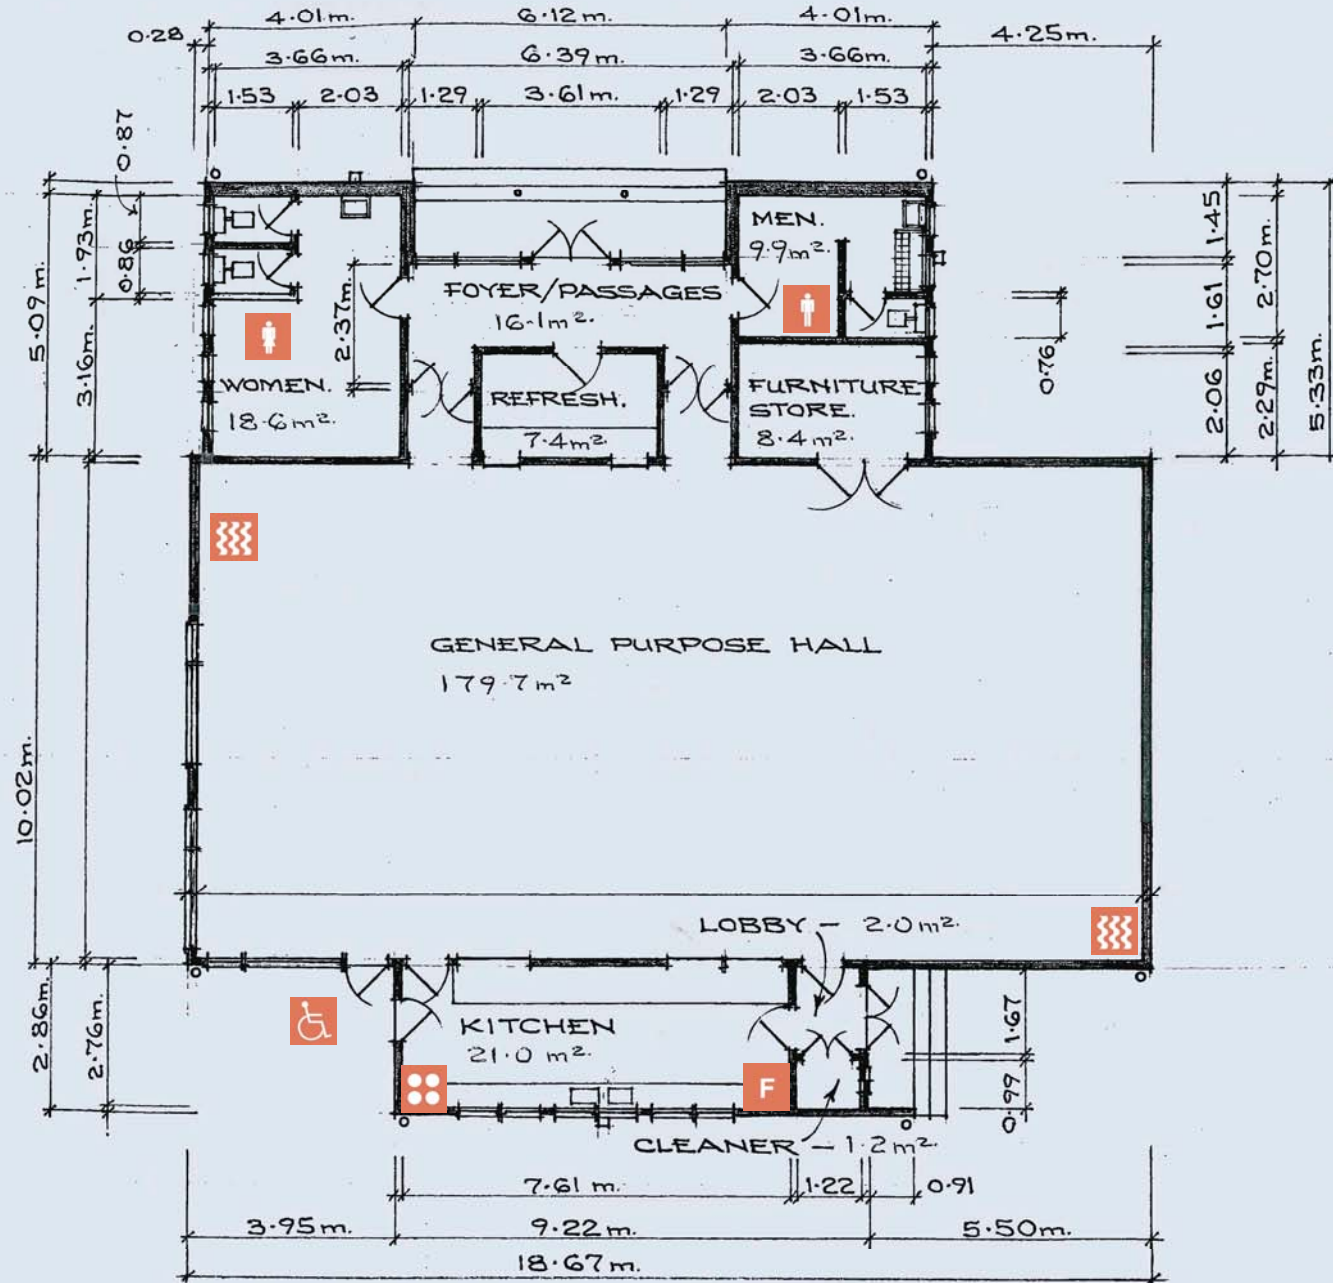 4.01m. 6.12m. 4.01m.
0.28 4.25m.
3.66m. 6.39m. 3.66m.
1.53 2.03 1.29 3.61m. 1.29 2.03 1.53
0.87
5.09m. 1.93m. 0.86
3.16m.
2.37m.
MEN.
9.9m².
FOYER/PASSAGES
16.1m².
WOMEN.
18.6m².
REFRESH.
7.4m².
FURNITURE
STORE.
8.4m².
1.45 2.70m.
1.61 5.33m.
0.76
2.06 2.29m.
GENERAL PURPOSE HALL
179.7m²
10.02m.
LOBBY - 2.0m².
KITCHEN
21.0 m².
F
2.86m. 2.76m.
1.67
0.99
CLEANER - 1.2m².
7.61 m. 1.22 0.91
3.95m. 9.22m. 5.50m.
18.67m.